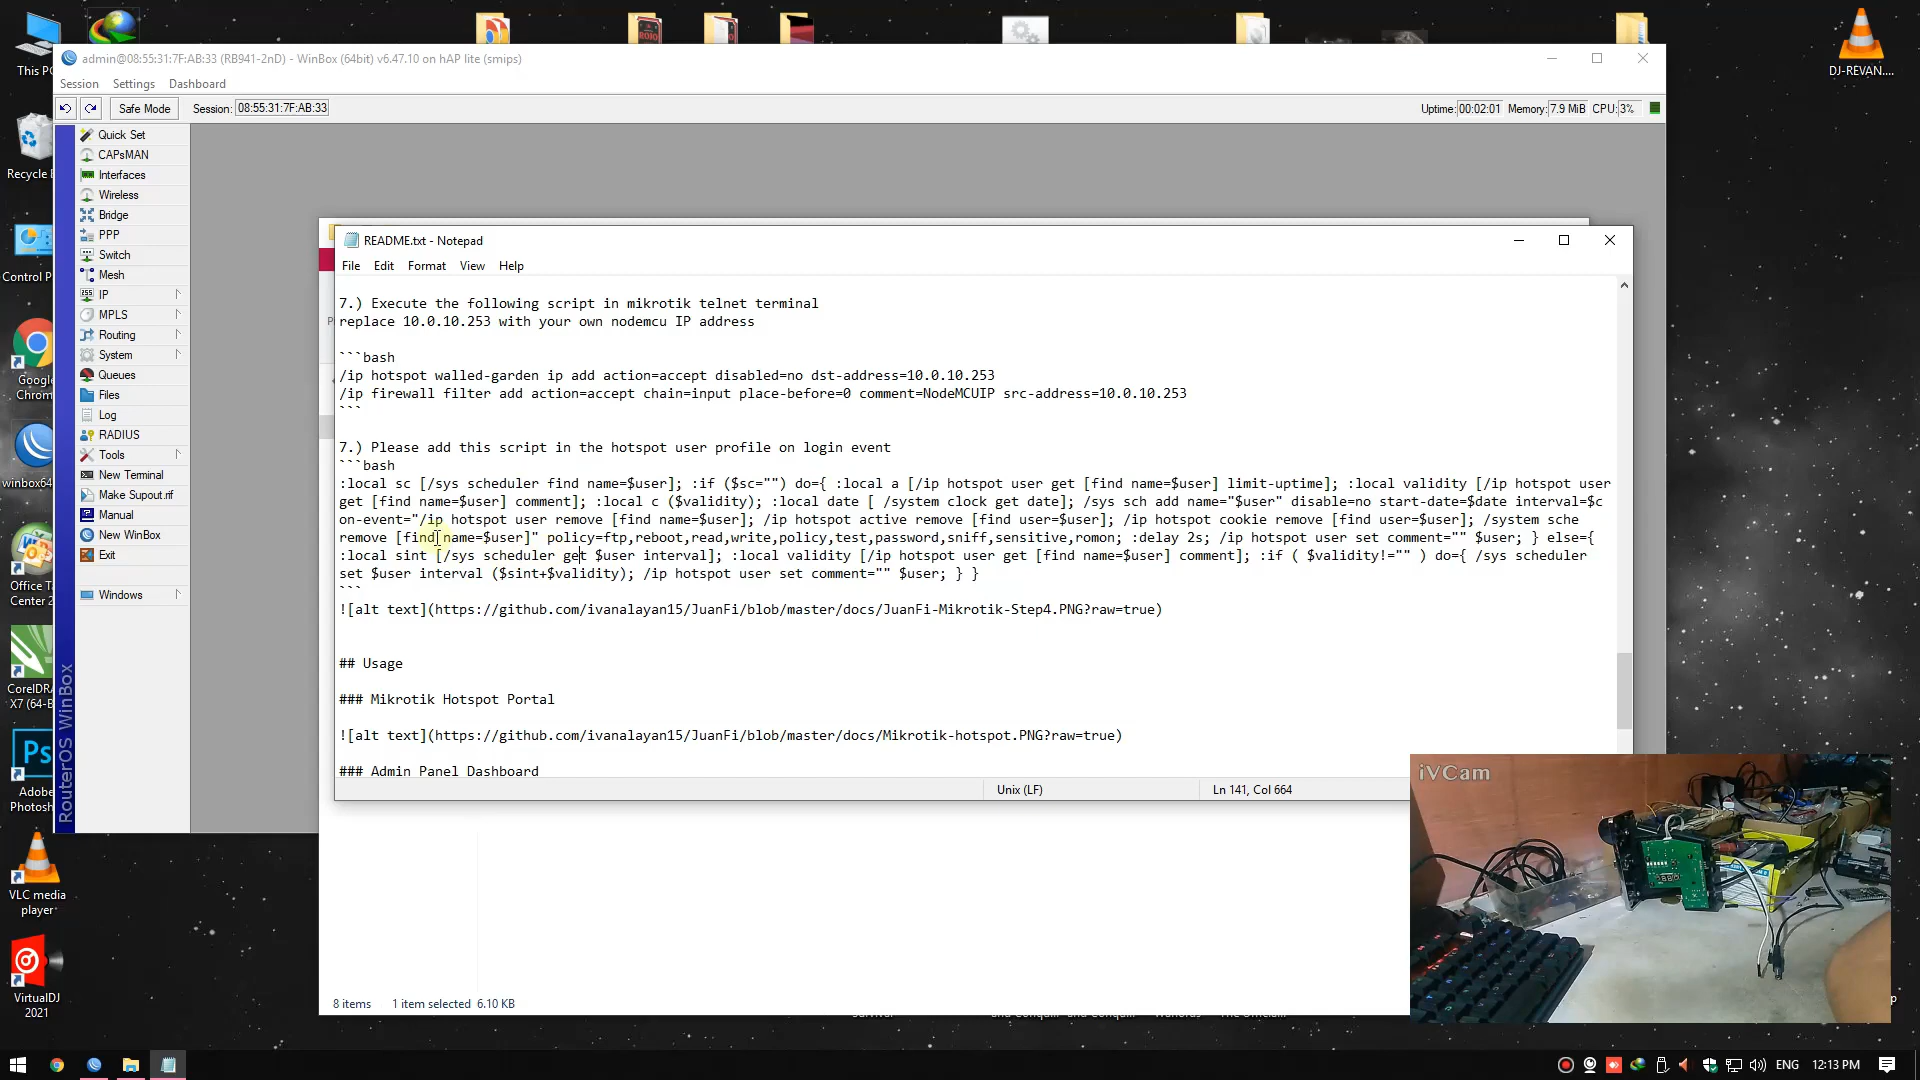 This PC
Recycle B
Control P
Google
Chrom
winbox64
Office T
Center 2
CorelDRA
X7 (64-B
Adobe
Photosh
VLC media
player
VirtualDJ
2021
DJ-REVAN....
admin@08:55:31:7F:AB:33 (RB941-2nD) - WinBox (64bit) v6.47.10 on hAP lite (smips)
Session Settings Dashboard
Safe Mode Session: 08:55:31:7F:AB:33 Uptime: 00:02:01 Memory: 7.9 MiB CPU: 3%
Quick Set
CAPsMAN
Interfaces
Wireless
Bridge
PPP
Switch
Mesh
IP
MPLS
Routing
System
Queues
Files
Log
RADIUS
Tools
New Terminal
Make Supout.rif
Manual
New WinBox
Exit
Windows
RouterOS WinBox
README.txt - Notepad
File Edit Format View Help
7.) Execute the following script in mikrotik telnet terminal
replace 10.0.10.253 with your own nodemcu IP address
```bash
/ip hotspot walled-garden ip add action=accept disabled=no dst-address=10.0.10.253
/ip firewall filter add action=accept chain=input place-before=0 comment=NodeMCUIP src-address=10.0.10.253
```
7.) Please add this script in the hotspot user profile on login event
```bash
:local sc [/sys scheduler find name=$user]; :if ($sc="") do={ :local a [/ip hotspot user get [find name=$user] limit-uptime]; :local validity [/ip hotspot user
get [find name=$user] comment]; :local c ($validity); :local date [ /system clock get date]; /sys sch add name="$user" disable=no start-date=$date interval=$c
on-event="/ip hotspot user remove [find name=$user]; /ip hotspot active remove [find user=$user]; /ip hotspot cookie remove [find user=$user]; /system sche
remove [find name=$user]" policy=ftp,reboot,read,write,policy,test,password,sniff,sensitive,romon; :delay 2s; /ip hotspot user set comment="" $user; } else={
:local sint [/sys scheduler get $user interval]; :local validity [/ip hotspot user get [find name=$user] comment]; :if ( $validity!="" ) do={ /sys scheduler
set $user interval ($sint+$validity); /ip hotspot user set comment="" $user; } }
```
![alt text](https://github.com/ivanalayan15/JuanFi/blob/master/docs/JuanFi-Mikrotik-Step4.PNG?raw=true)
## Usage
### Mikrotik Hotspot Portal
![alt text](https://github.com/ivanalayan15/JuanFi/blob/master/docs/Mikrotik-hotspot.PNG?raw=true)
### Admin Panel Dashboard
Unix (LF) Ln 141, Col 664
iVCam
8 items 1 item selected 6.10 KB
ENG 12:13 PM